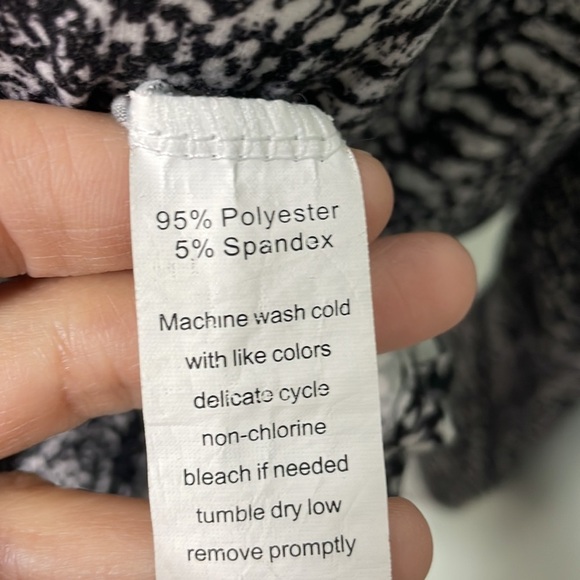 95% Polyester
5% Spandex
Machine wash cold
with like colors
delicate cycle
non-chlorine
bleach if needed
tumble dry low
remove promptly